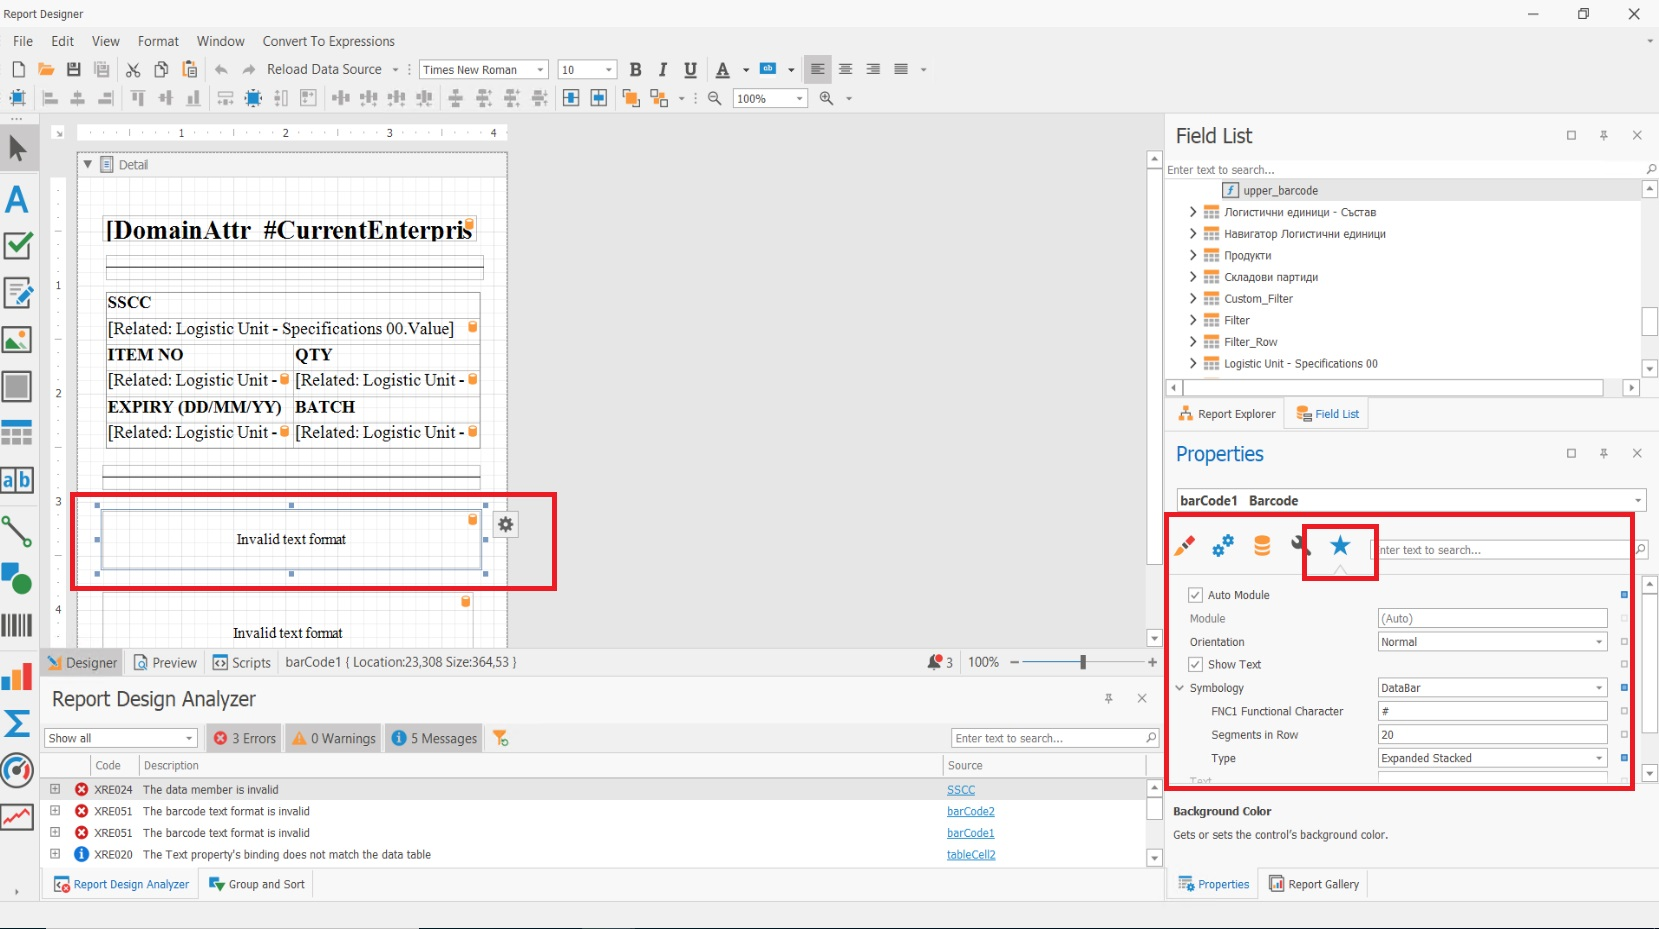 Report Designer
File Edit View Format Window Convert To Expressions
Reload Data Source Times New Roman 10 B I U A ab
100%
1 2 3 4
Detail
[DomainAttr_#CurrentEnterpris
1
SSCC
[Related: Logistic Unit - Specifications 00.Value]
ITEM NO QTY
[Related: Logistic Unit - [Related: Logistic Unit -
2
EXPIRY (DD/MM/YY) BATCH
[Related: Logistic Unit - [Related: Logistic Unit -
3
Invalid text format
4
Invalid text format
A
a b
Designer Preview Scripts barCode1 { Location:23,308 Size:364,53 } 3 100%
Report Design Analyzer
Show all 3 Errors 0 Warnings 5 Messages Enter text to search...
Code Description Source
XRE024 The data member is invalid SSCC
XRE051 The barcode text format is invalid barCode2
XRE051 The barcode text format is invalid barCode1
XRE020 The Text property's binding does not match the data table tableCell2
Report Design Analyzer Group and Sort
Field List
Enter text to search...
upper_barcode
Логистични единици - Състав
Навигатор Логистични единици
Продукти
Складови партиди
Custom_Filter
Filter
Filter_Row
Logistic Unit - Specifications 00
Report Explorer Field List
Properties
barCode1 Barcode
nter text to search...
Auto Module
Module (Auto)
Orientation Normal
Show Text
Symbology DataBar
FNC1 Functional Character #
Segments in Row 20
Type Expanded Stacked
Text
Background Color
Gets or sets the control's background color.
Properties Report Gallery